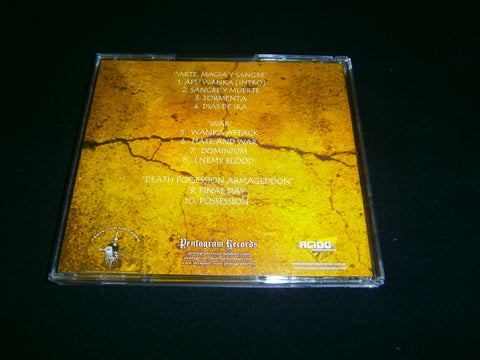 "ARTE, MAGIA Y SANGRE"
1. APU WANKA (INTRO)
2. SANGRE Y MUERTE
3. TORMENTA
4. DIAS DE IRA
"WAR"
5. WANKA ATTACK
6. HATE AND WAR
7. DOMINIUM
8. ENEMY BLOOD
"DEATH POSSESSION ARMAGEDDON"
9. FINAL DAY
10. POSSESSION
Pentagram Records
ACIDO